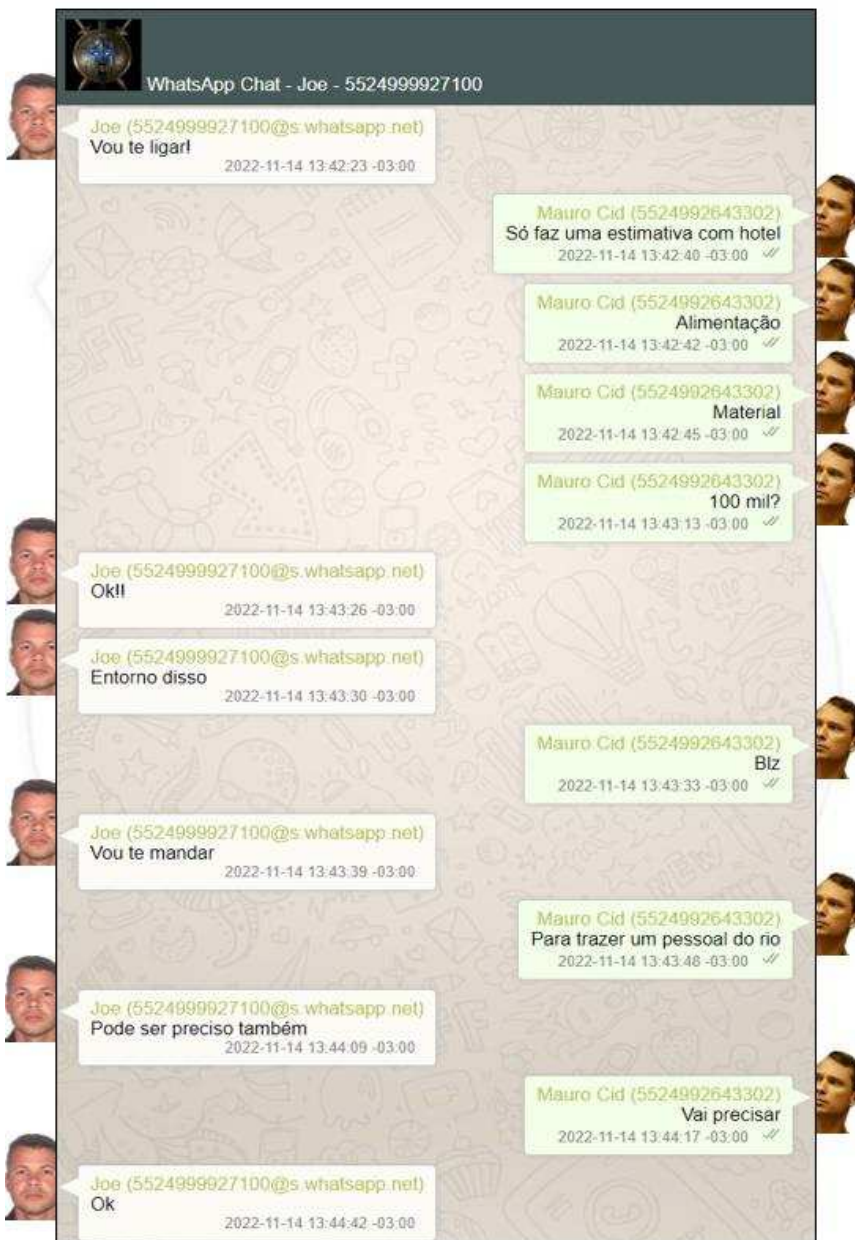 WhatsApp Chat - Joe - 5524999927100
Joe (5524999927100@s.whatsapp.net)
Vou te ligar!
2022-11-14 13:42:23 -03:00
Mauro Cid (5524992643302)
Só faz uma estimativa com hotel
2022-11-14 13:42:40 -03:00
Mauro Cid (5524992643302)
Alimentação
2022-11-14 13:42:42 -03:00
Mauro Cid (5524992643302)
Material
2022-11-14 13:42:45 -03:00
Mauro Cid (5524992643302)
100 mil?
2022-11-14 13:43:13 -03:00
Joe (5524999927100@s.whatsapp.net)
Ok!!
2022-11-14 13:43:26 -03:00
Joe (5524999927100@s.whatsapp.net)
Entorno disso
2022-11-14 13:43:30 -03:00
Mauro Cid (5524992643302)
Blz
2022-11-14 13:43:33 -03:00
Joe (5524999927100@s.whatsapp.net)
Vou te mandar
2022-11-14 13:43:39 -03:00
Mauro Cid (5524992643302)
Para trazer um pessoal do rio
2022-11-14 13:43:48 -03:00
Joe (5524999927100@s.whatsapp.net)
Pode ser preciso também
2022-11-14 13:44:09 -03:00
Mauro Cid (5524992643302)
Vai precisar
2022-11-14 13:44:17 -03:00
Joe (5524999927100@s.whatsapp.net)
Ok
2022-11-14 13:44:42 -03:00